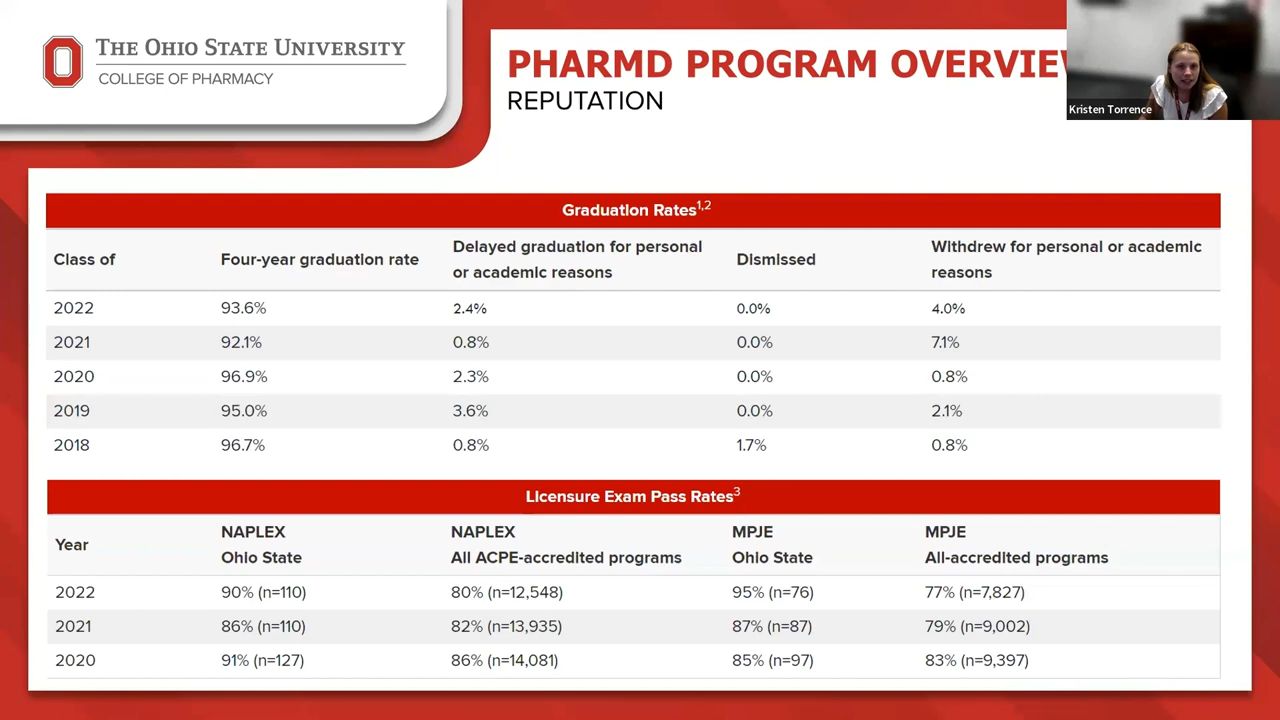 THE OHIO STATE UNIVERSITY
COLLEGE OF PHARMACY
PHARMD PROGRAM
REPUTATION
Kristen Torrence
Graduation Rates1,2
Class of Four-year graduation rate Delayed graduation for personal or academic reasons Dismissed Withdrew for personal or academic reasons
2022 93.6% 2.4% 0.0% 4.0%
2021 92.1% 0.8% 0.0% 7.1%
2020 96.9% 2.3% 0.0% 0.8%
2019 95.0% 3.6% 0.0% 2.1%
2018 96.7% 0.8% 1.7% 0.8%
Licensure Exam Pass Rates3
Year NAPLEX Ohio State NAPLEX All ACPE-accredited programs MPJE Ohio State MPJE All-accredited programs
2022 90% (n=110) 80% (n=12,548) 95% (n=76) 77% (n=7,827)
2021 86% (n=110) 82% (n=13,935) 87% (n=87) 79% (n=9,002)
2020 91% (n=127) 86% (n=14,081) 85% (n=97) 83% (n=9,397)